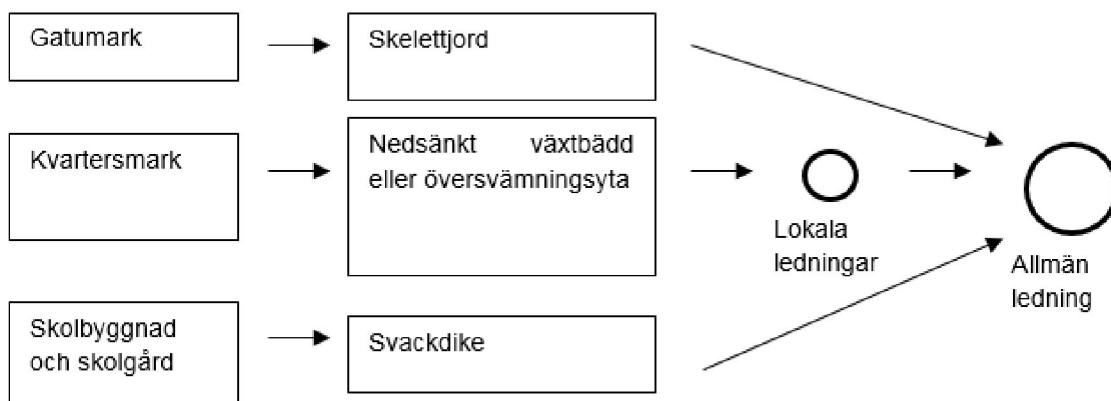 Gatumark
Skelettjord
Kvartersmark
Nedsänkt växtbädd
eller översvämningsyta
Lokala
ledningar
Allmän
ledning
Skolbyggnad
och skolgård
Svackdike